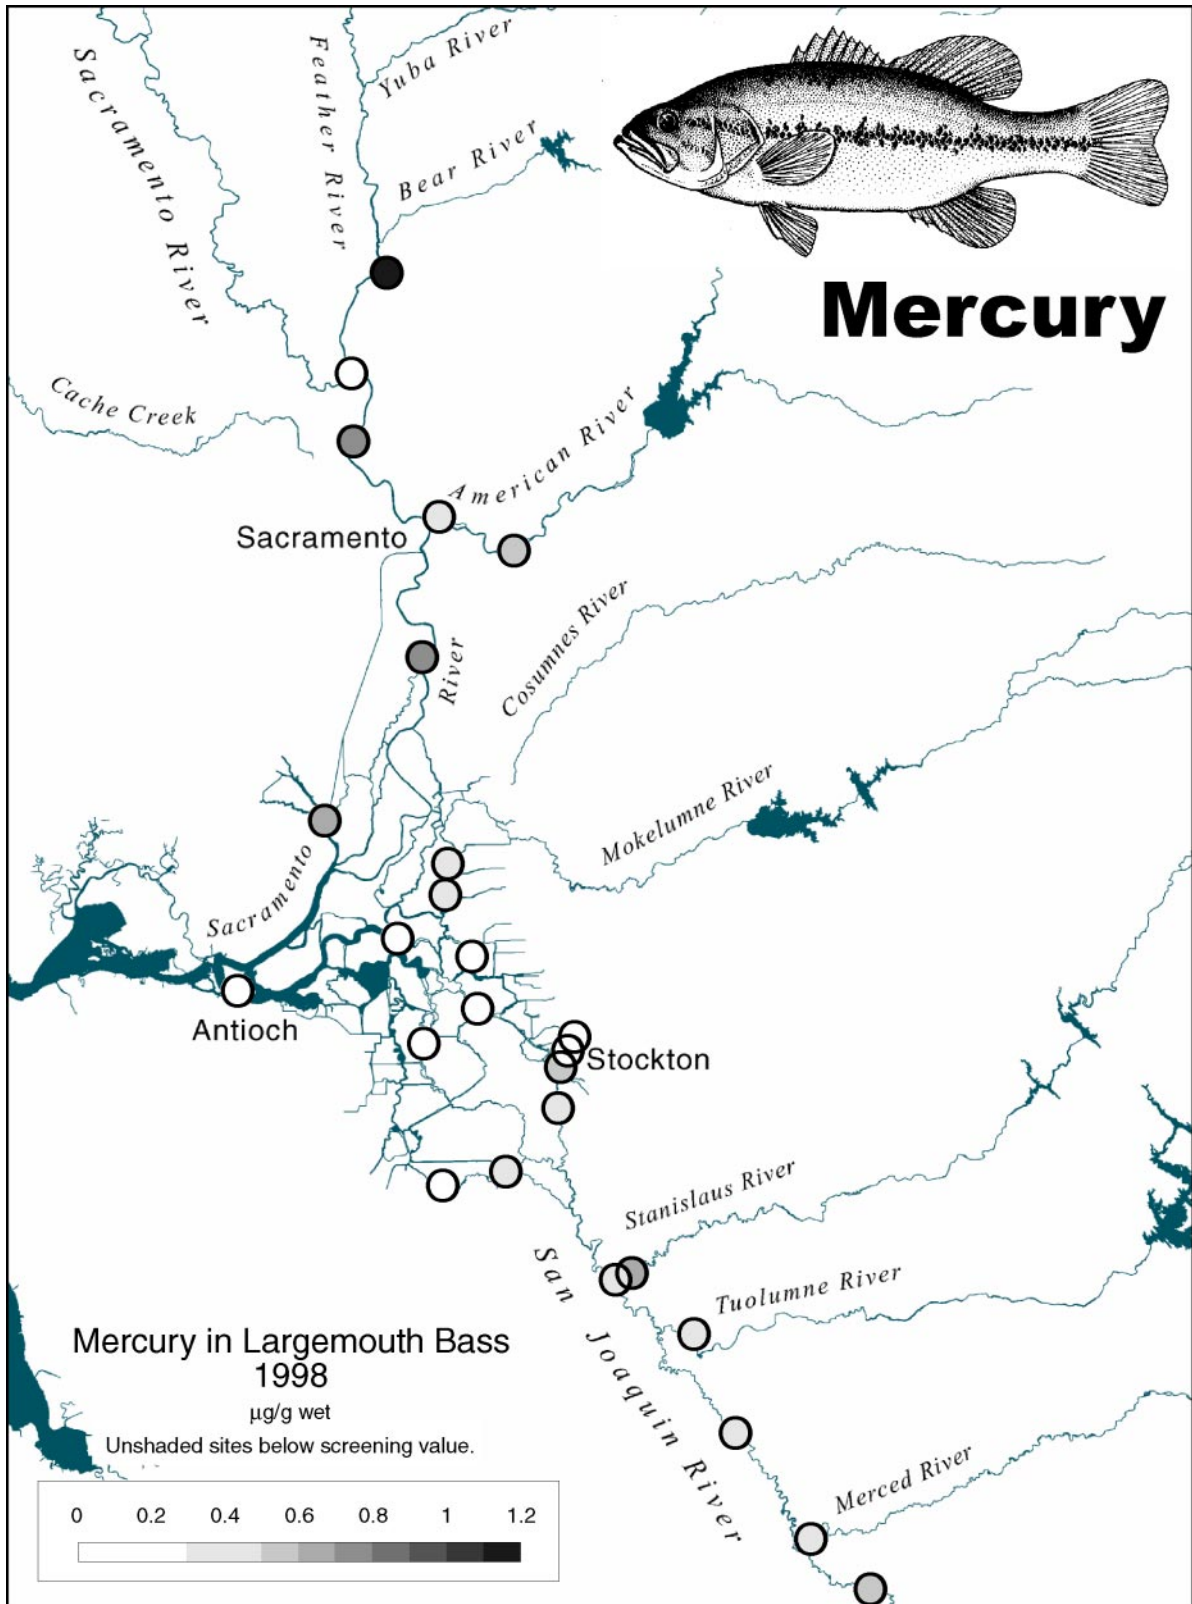 Sacramento River
Feather River
Yuba River
Bear River
Mercury
Cache Creek
American River
Sacramento
Cosumnes River
River
Mokelumne River
Sacramento
Antioch
Stockton
Stanislaus River
San Joaquin River
Tuolumne River
Merced River
Mercury in Largemouth Bass
1998
µg/g wet
Unshaded sites below screening value.
0 0.2 0.4 0.6 0.8 1 1.2